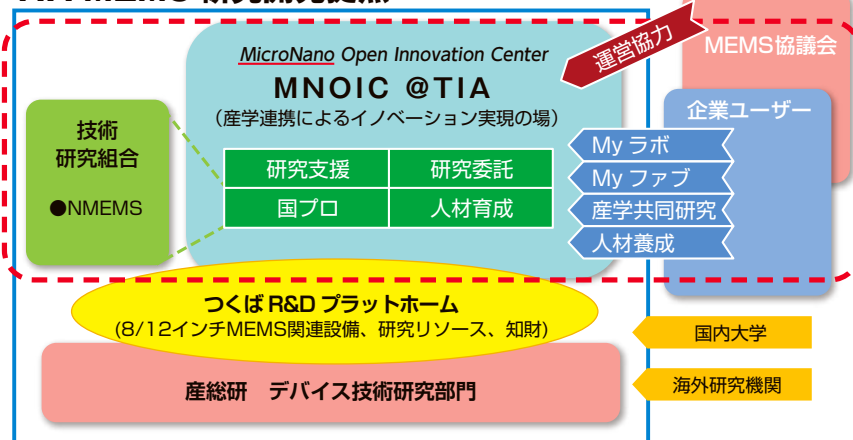 MicroNano Open Innovation Center
MNOIC @TIA
(産学連携によるイノベーション実現の場)
運営協力
MEMS協議会
企業ユーザー
技術
研究組合
●NMEMS
研究支援
研究委託
国プロ
人材育成
My ラボ
My ファブ
産学共同研究
人材養成
つくば R&D プラットホーム
(8/12インチMEMS関連設備、研究リソース、知財)
国内大学
産総研 デバイス技術研究部門
海外研究機関